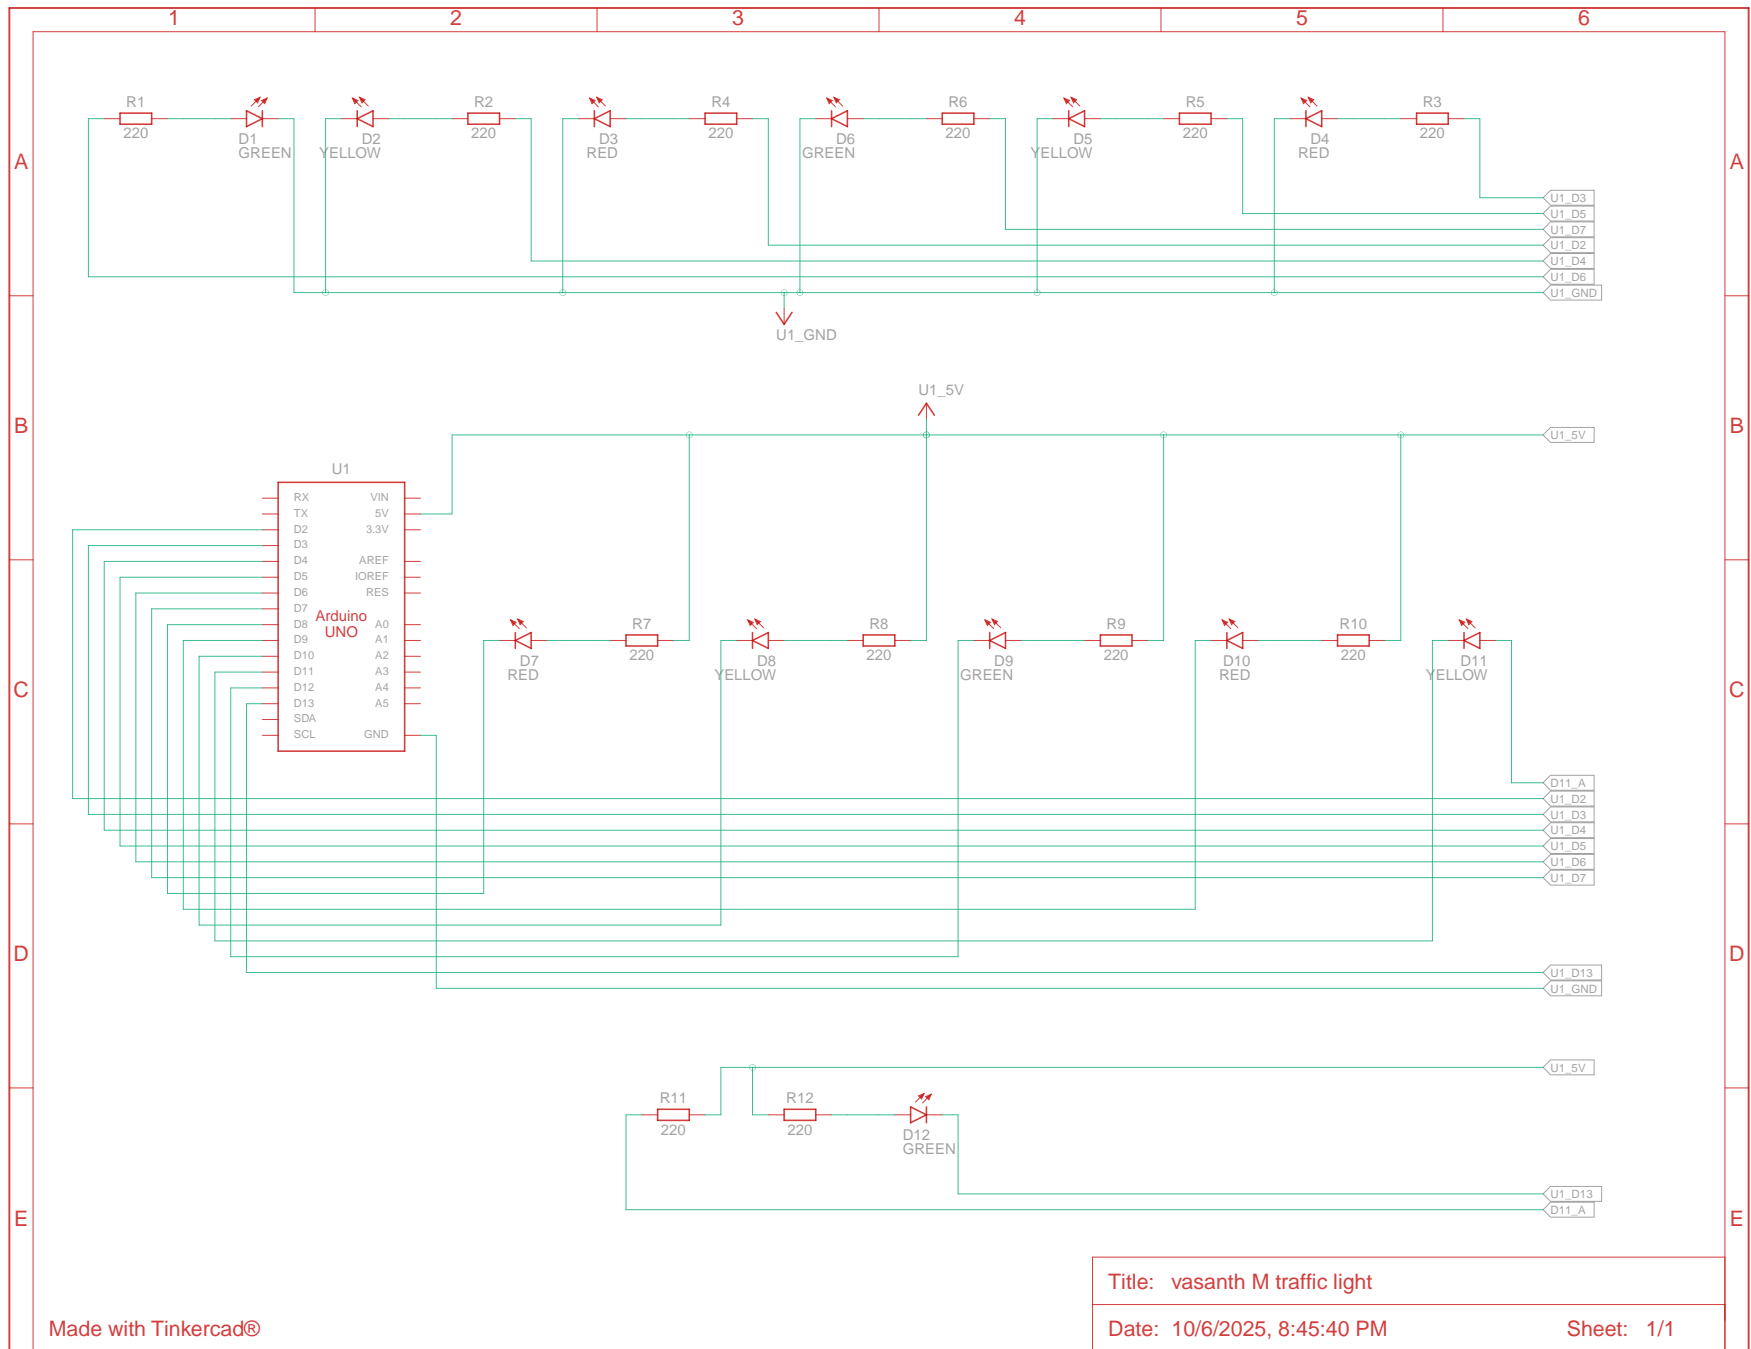 1 2 3 4 5 6
A A
R1 R2 R4 R6 R5 R3
220 220 220 220 220 220
D1 D2 D3 D6 D5 D4
GREEN YELLOW RED GREEN YELLOW RED
U1_D3
U1_D5
U1_D7
U1_D2
U1_D4
U1_D6
U1_GND
U1_GND
B B
U1_5V
U1_5V
U1
RX VIN
TX 5V
D2 3.3V
D3
D4 AREF
D5 IOREF
D6 RES
D7
Arduino
UNO
D8 A0
D9 A1
D10 A2
D11 A3
D12 A4
D13 A5
SDA
SCL GND
R7 R8 R9 R10
220 220 220 220
D7 D8 D9 D10 D11
RED YELLOW GREEN RED YELLOW
C C
D11_A
U1_D2
U1_D3
U1_D4
U1_D5
U1_D6
U1_D7
D D
U1_D13
U1_GND
U1_5V
R11 R12
220 220
D12
GREEN
U1_D13
D11_A
E E
Title: vasanth M traffic light
Made with Tinkercad®
Date: 10/6/2025, 8:45:40 PM Sheet: 1/1